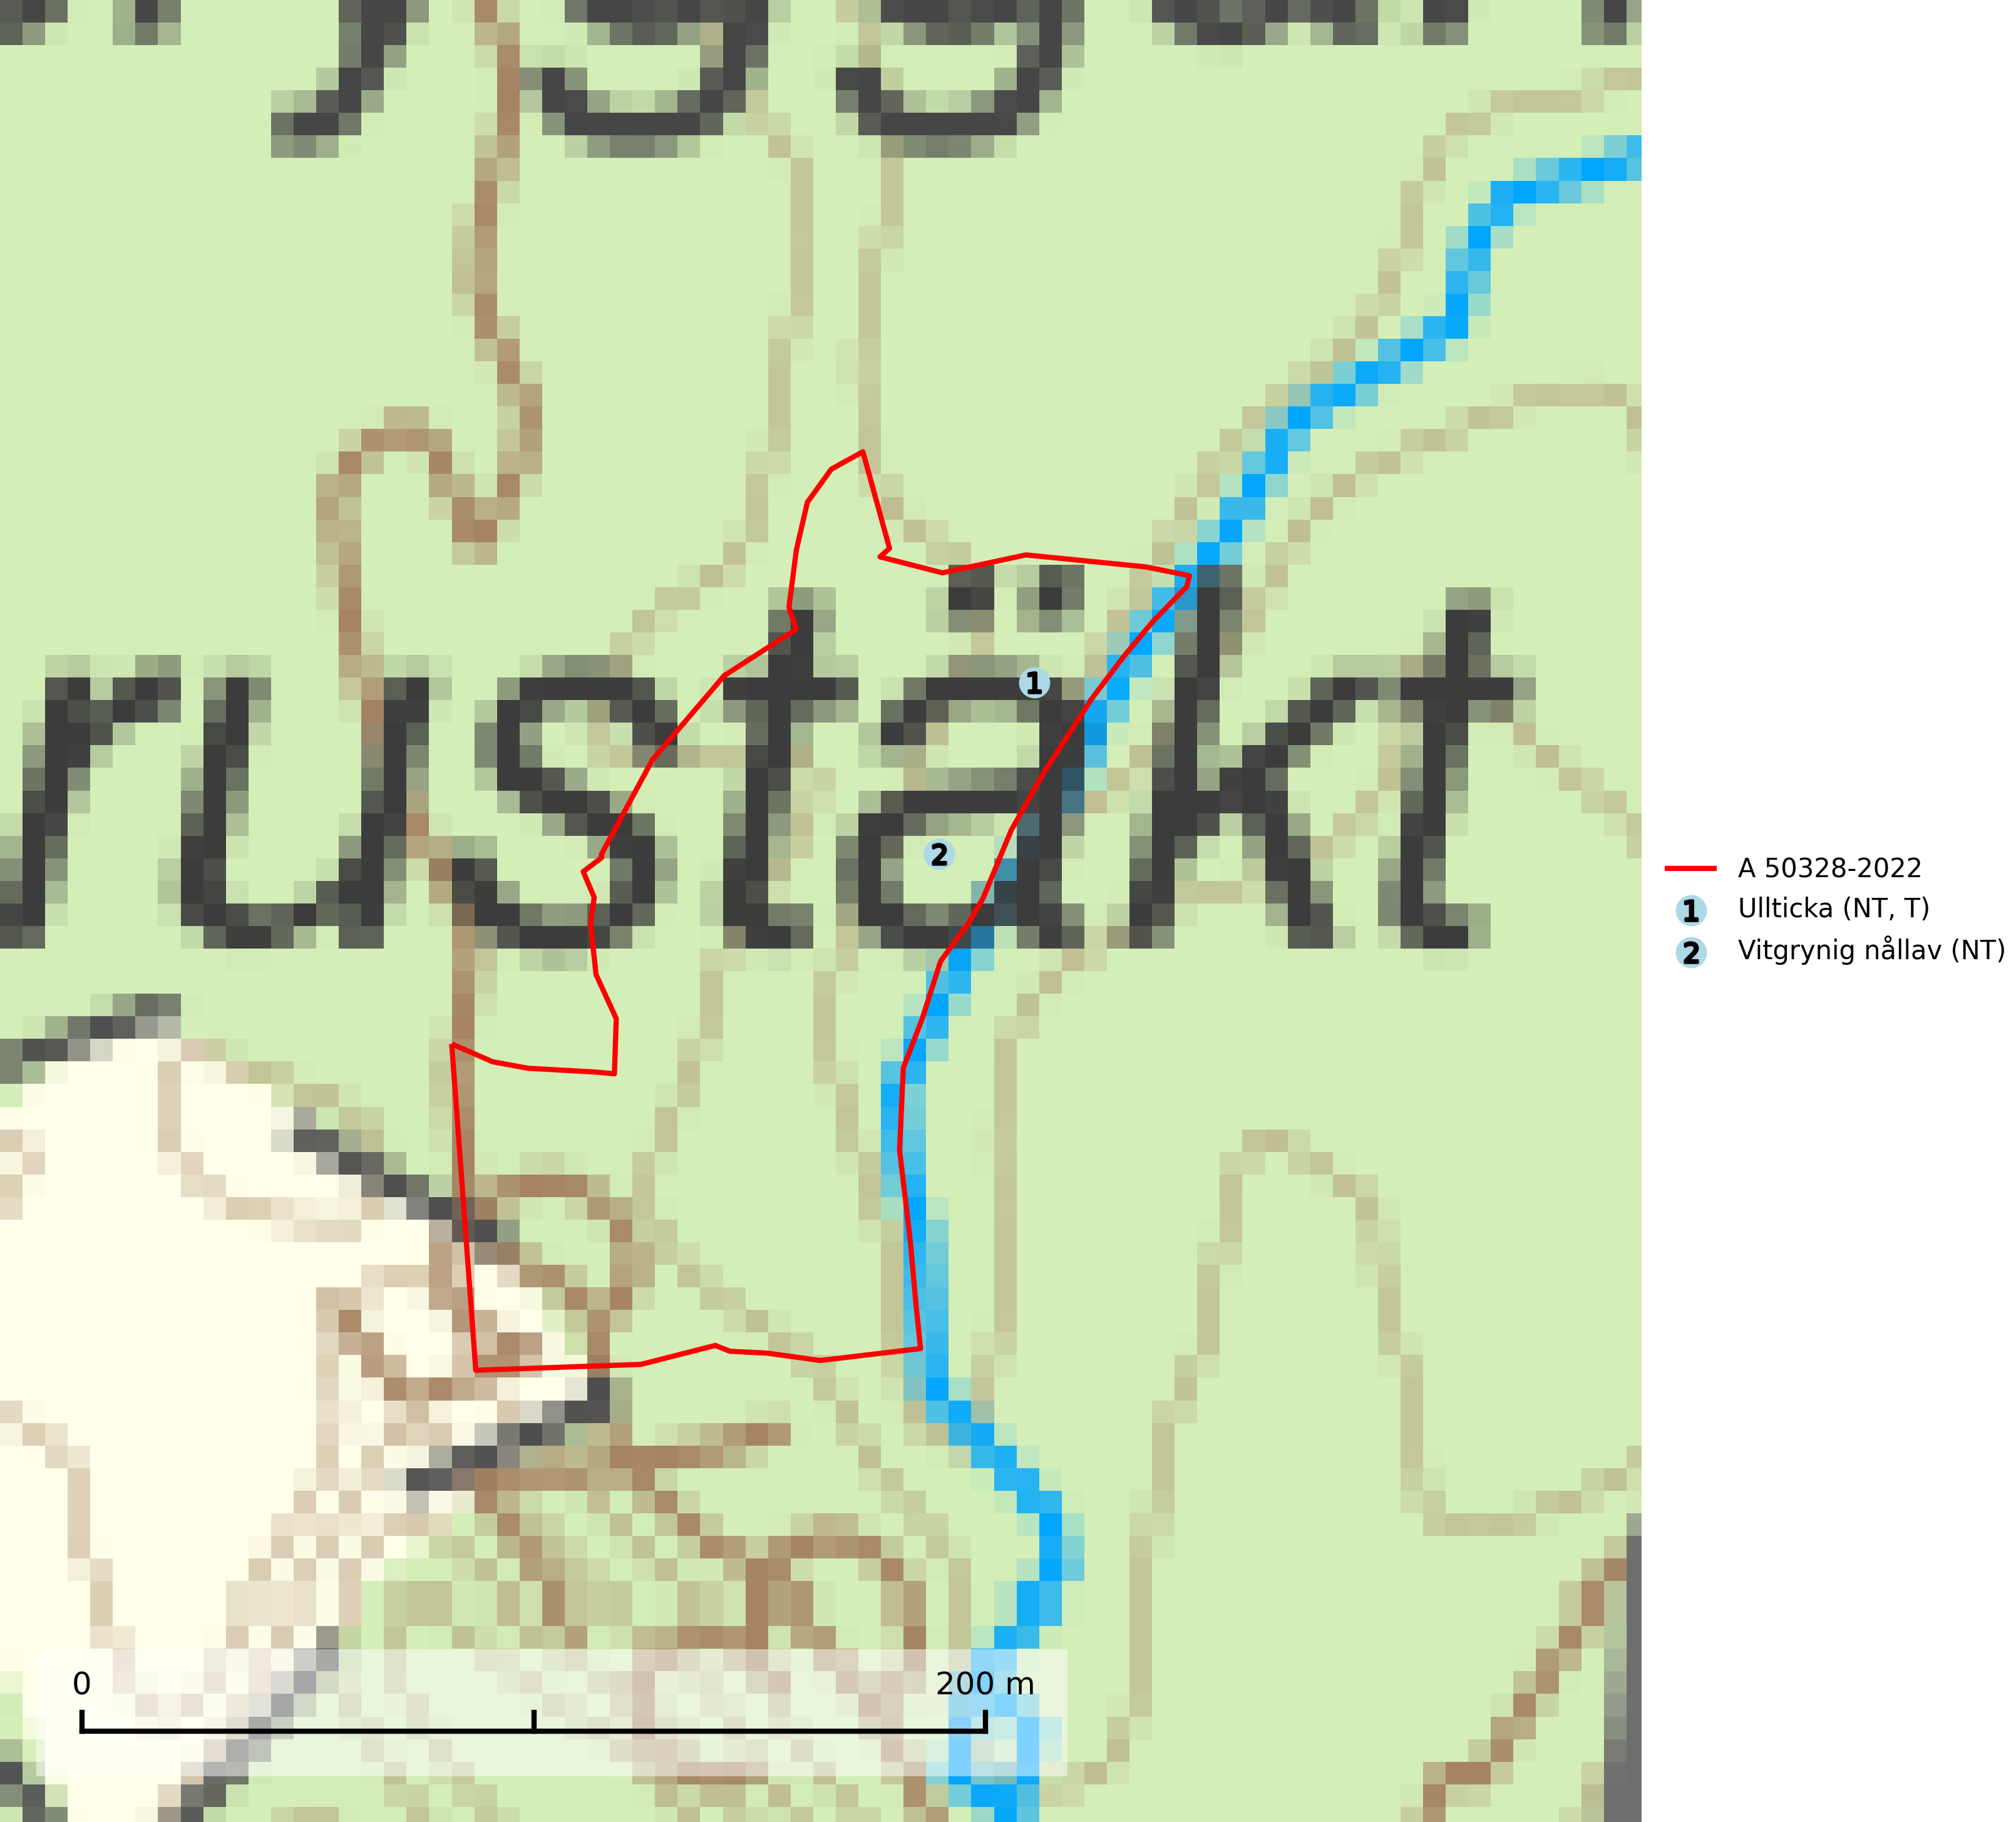 rustäkt
1
2
A 50328-2022
1 Ullticka (NT, T)
2 Vitgrynig nållav (NT)
0 200 m